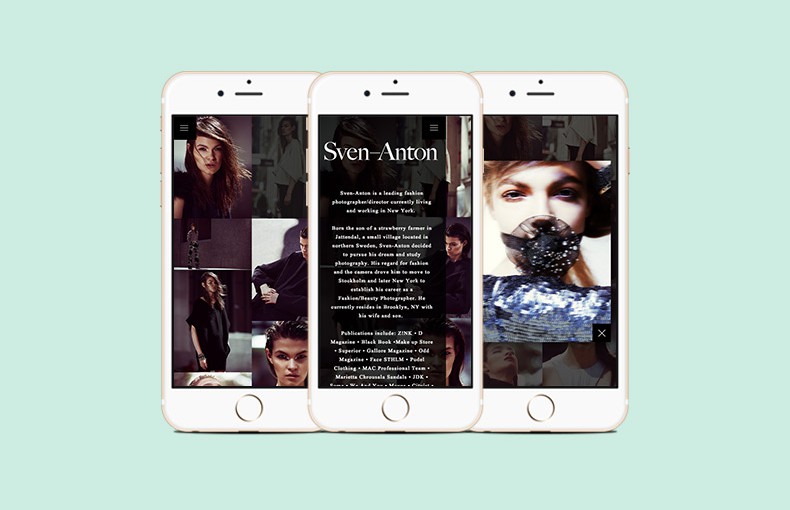 Sven–Anton
Sven-Anton is a leading fashion
photographer/director currently living
and working in New York.
Born the son of a strawberry farmer in
Jattendal, a small village located in
northern Sweden, Sven-Anton decided
to pursue his dream and study
photography. His regard for fashion
and the camera drove him to move to
Stockholm and later New York to
establish his career as a
Fashion/Beauty Photographer. He
currently resides in Brooklyn, NY with
his wife and son.
Publications include: Z!NK • D
Magazine • Black Book •Make up Store
• Superior • Gallore Magazine • Odd
Magazine • Face STHLM • Pudel
Clothing • MAC Professional Team •
Marietta Chrousala Sandals • JDK •